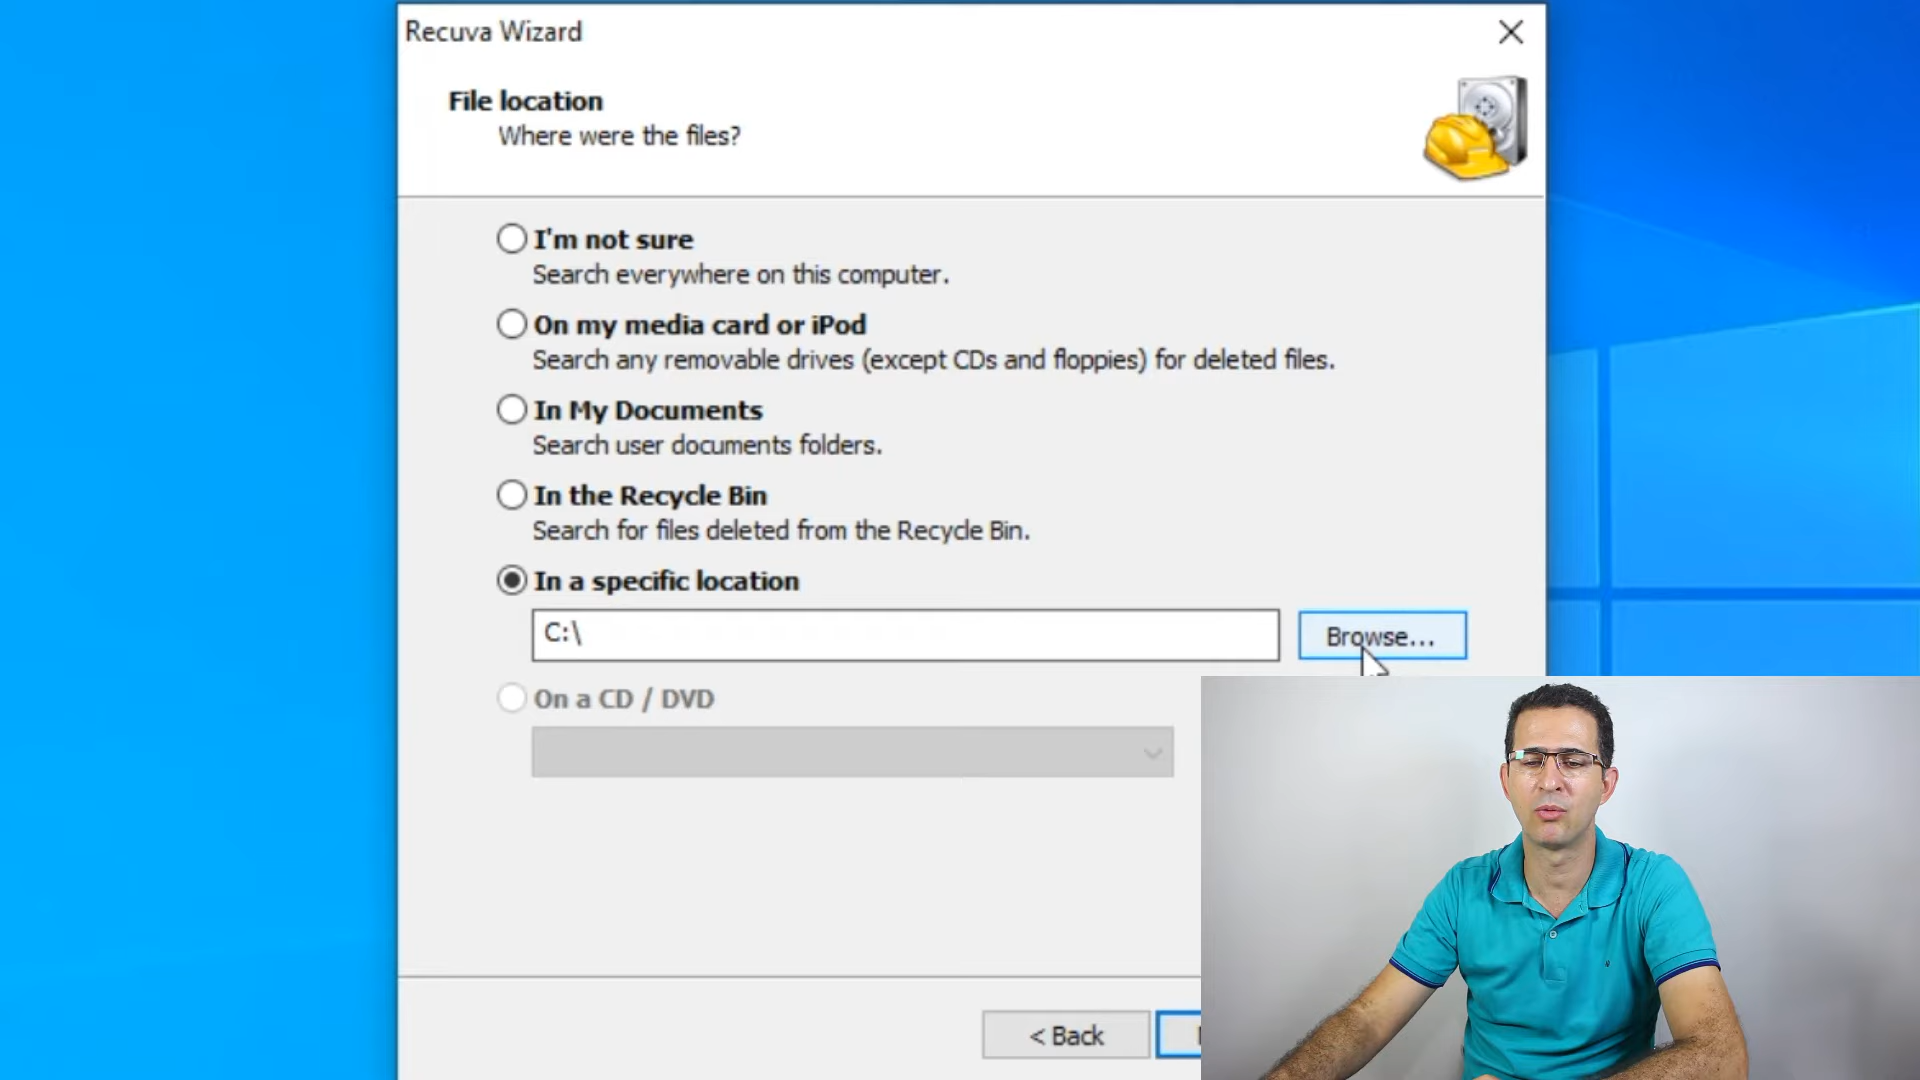 Recuva Wizard
File location
Where were the files?
I'm not sure
Search everywhere on this computer.
On my media card or iPod
Search any removable drives (except CDs and floppies) for deleted files.
In My Documents
Search user documents folders.
In the Recycle Bin
Search for files deleted from the Recycle Bin.
In a specific location
C:\
Browse...
On a CD / DVD
< Back